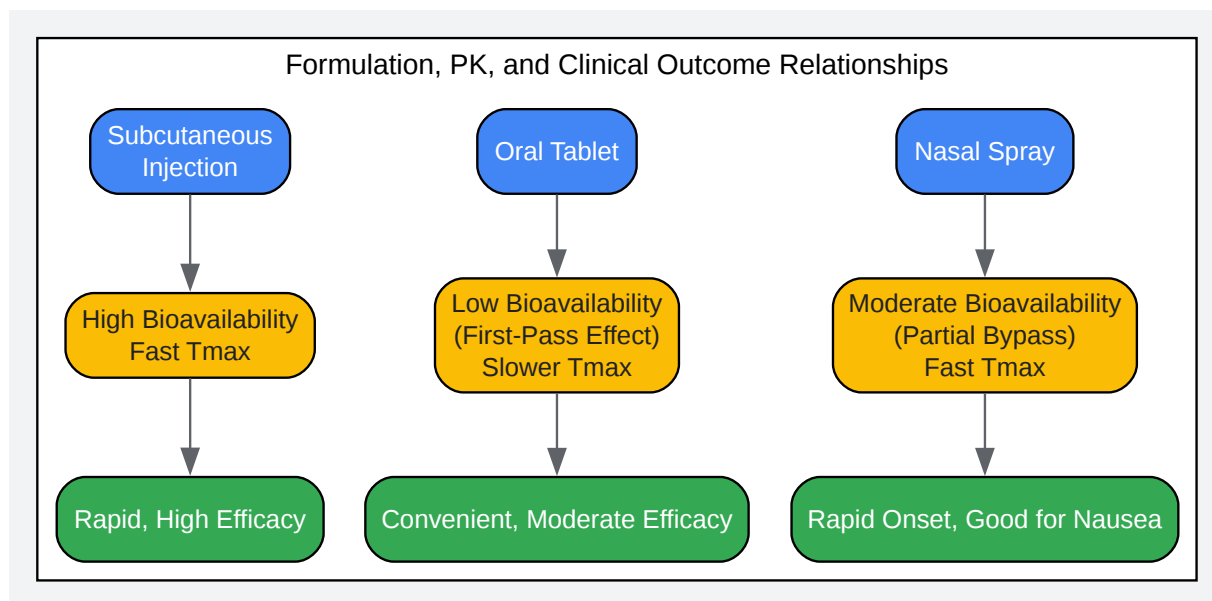 Formulation, PK, and Clinical Outcome Relationships
Subcutaneous
Injection
Oral Tablet
Nasal Spray
High Bioavailability
Fast Tmax
Low Bioavailability
(First-Pass Effect)
Slower Tmax
Moderate Bioavailability
(Partial Bypass)
Fast Tmax
Rapid, High Efficacy
Convenient, Moderate Efficacy
Rapid Onset, Good for Nausea